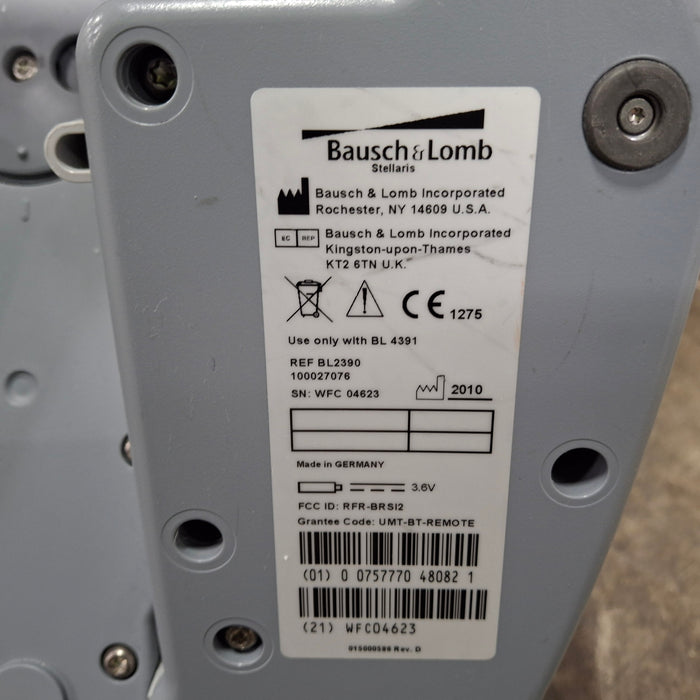 Bausch & Lomb
Stellaris
Bausch & Lomb Incorporated
Rochester, NY 14609 U.S.A.
EC REP
Bausch & Lomb Incorporated
Kingston-upon-Thames
KT2 6TN U.K.
CE 1275
Use only with BL 4391
REF BL2390
100027076
SN: WFC 04623
2010
Made in GERMANY
3.6V
FCC ID: RFR-BRSI2
Grantee Code: UMT-BT-REMOTE
(01) 0 0757770 48082 1
(21) WFC04623
015000586 Rev. D